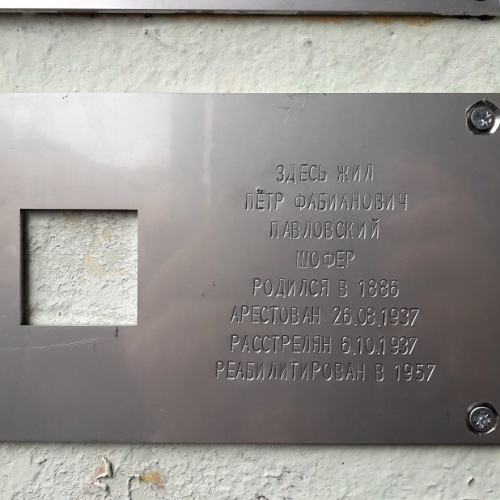 ЗДЕСЬ ЖИЛ
ПЁТР ФАБИАНОВИЧ
ПАВЛОВСКИЙ
ШОФЕР
РОДИЛСЯ В 1886
АРЕСТОВАН 26.08.1937
РАССТРЕЛЯН 6.10.1937
РЕАБИЛИТИРОВАН В 1957